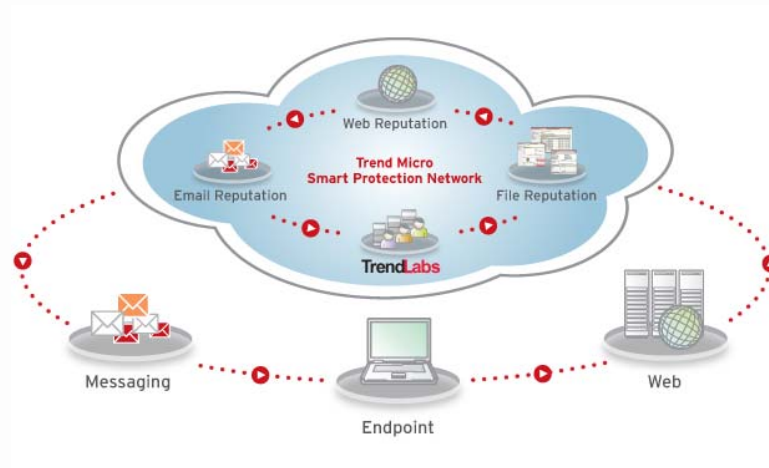 Web Reputation
Trend Micro
Smart Protection Network
Email Reputation
File Reputation
TrendLabs
Messaging
Web
Endpoint